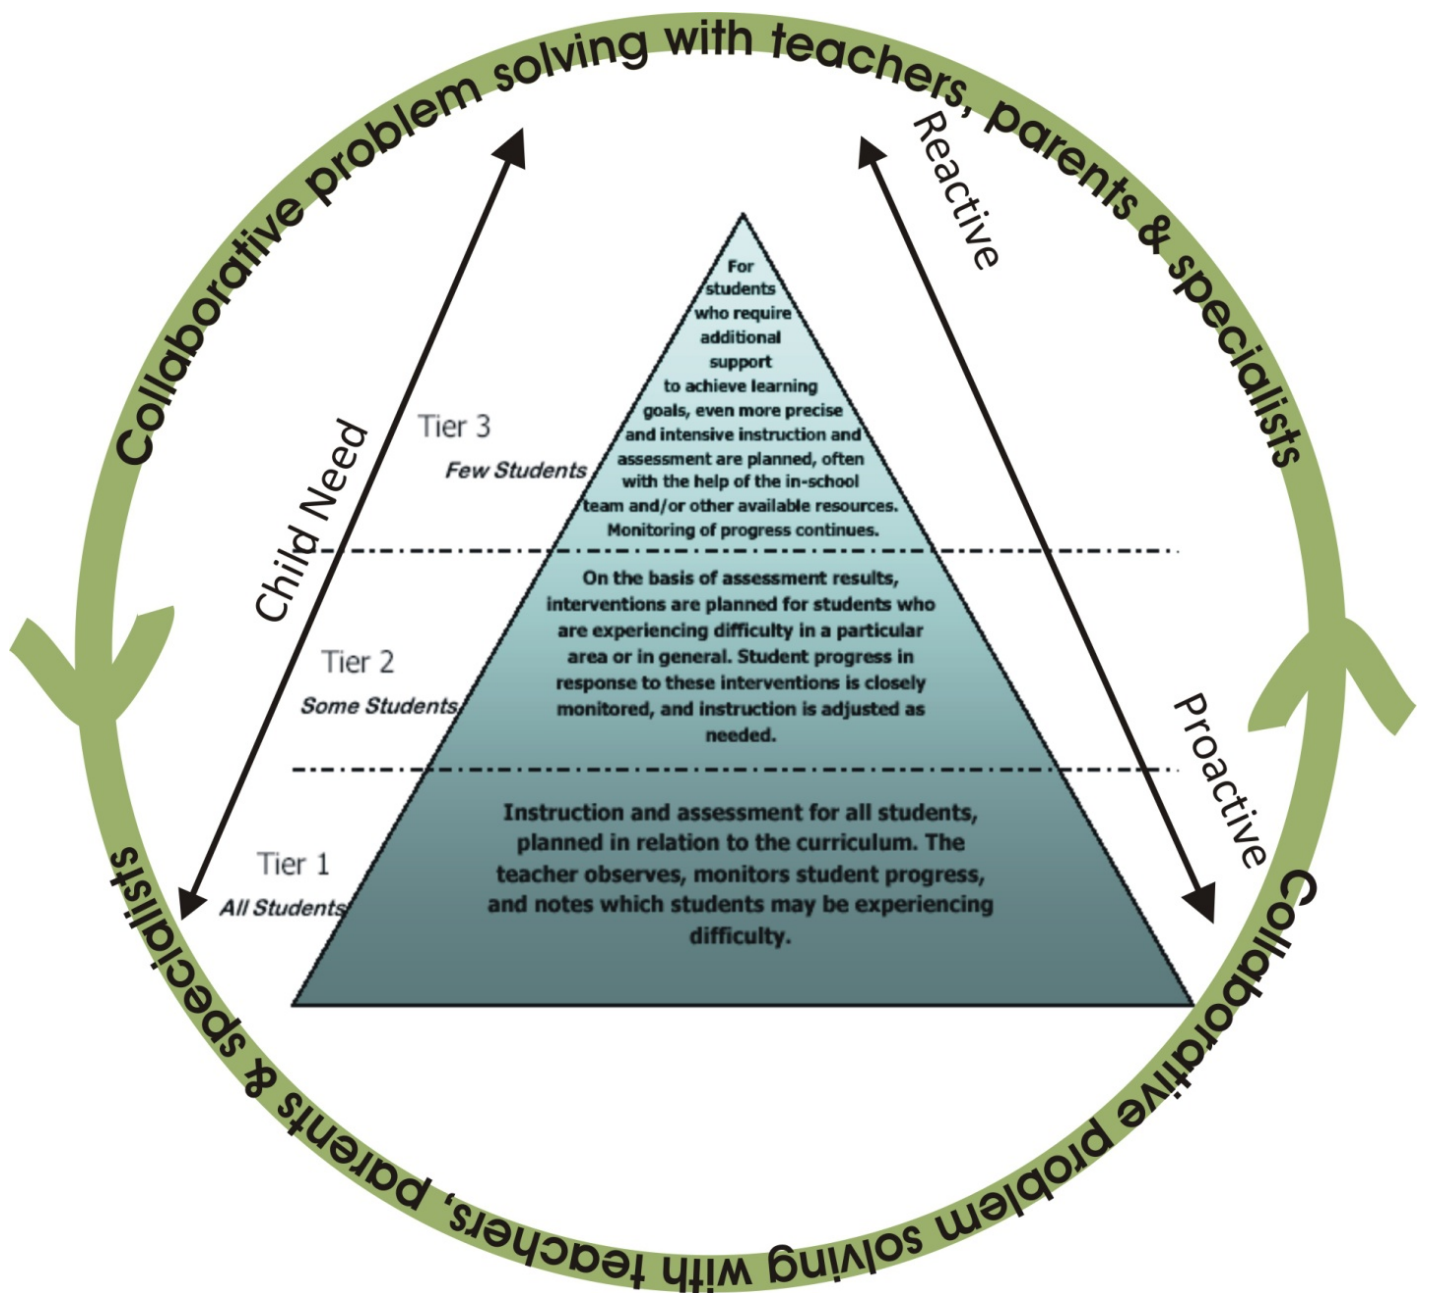 Collaborative problem solving with teachers, parents & specialists
Reactive
For
students
who require
additional
support
to achieve learning
goals, even more precise
and intensive instruction and
assessment are planned, often
with the help of the in-school
team and/or other available resources.
Monitoring of progress continues.
Tier 3
Few Students
Child Need
On the basis of assessment results,
interventions are planned for students who
are experiencing difficulty in a particular
area or in general. Student progress in
response to these interventions is closely
monitored, and instruction is adjusted as
needed.
Tier 2
Some Students
Proactive
Instruction and assessment for all students,
planned in relation to the curriculum. The
teacher observes, monitors student progress,
and notes which students may be experiencing
difficulty.
Tier 1
All Students
Collaborative problem solving with teachers, parents & specialists